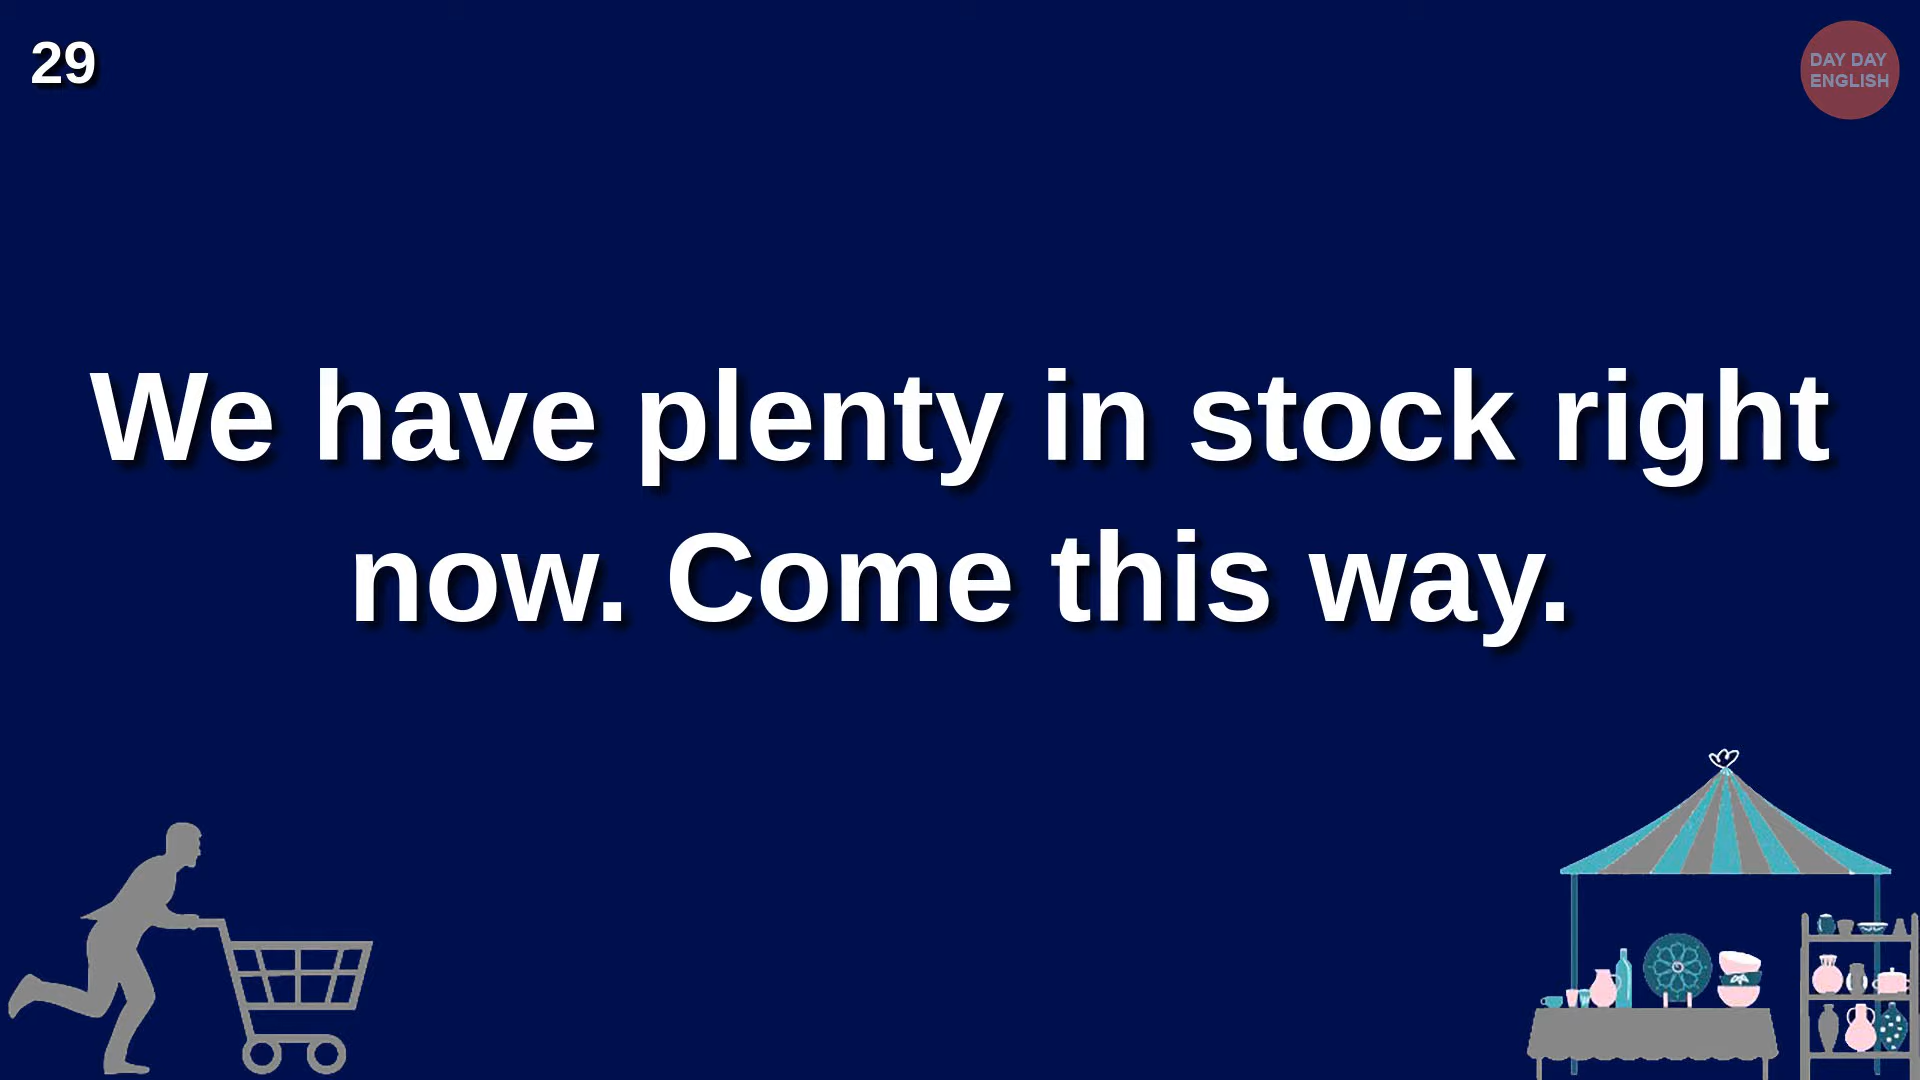 29
DAY DAY
ENGLISH
We have plenty in stock right
now. Come this way.